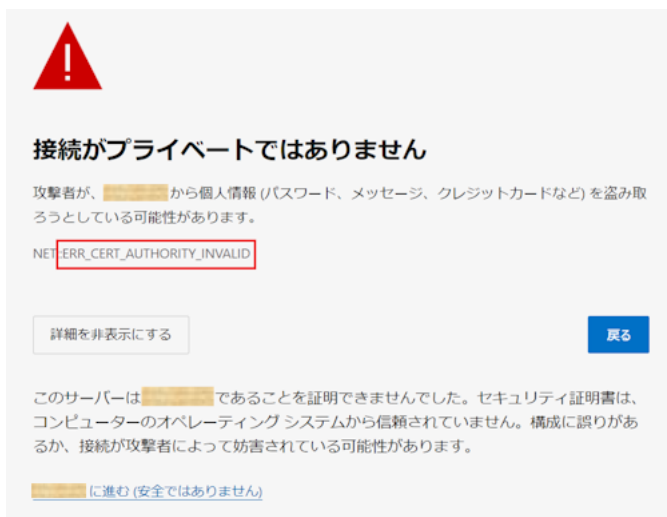 接続がプライベートではありません
攻撃者が、から個人情報 (パスワード、メッセージ、クレジットカードなど) を盗み取
ろうとしている可能性があります。
NET::ERR_CERT_AUTHORITY_INVALID
詳細を非表示にする
戻る
このサーバーはであることを証明できませんでした。セキュリティ証明書は、
コンピューターのオペレーティング システムから信頼されていません。構成に誤りがあ
るか、接続が攻撃者によって妨害されている可能性があります。
に進む (安全ではありません)